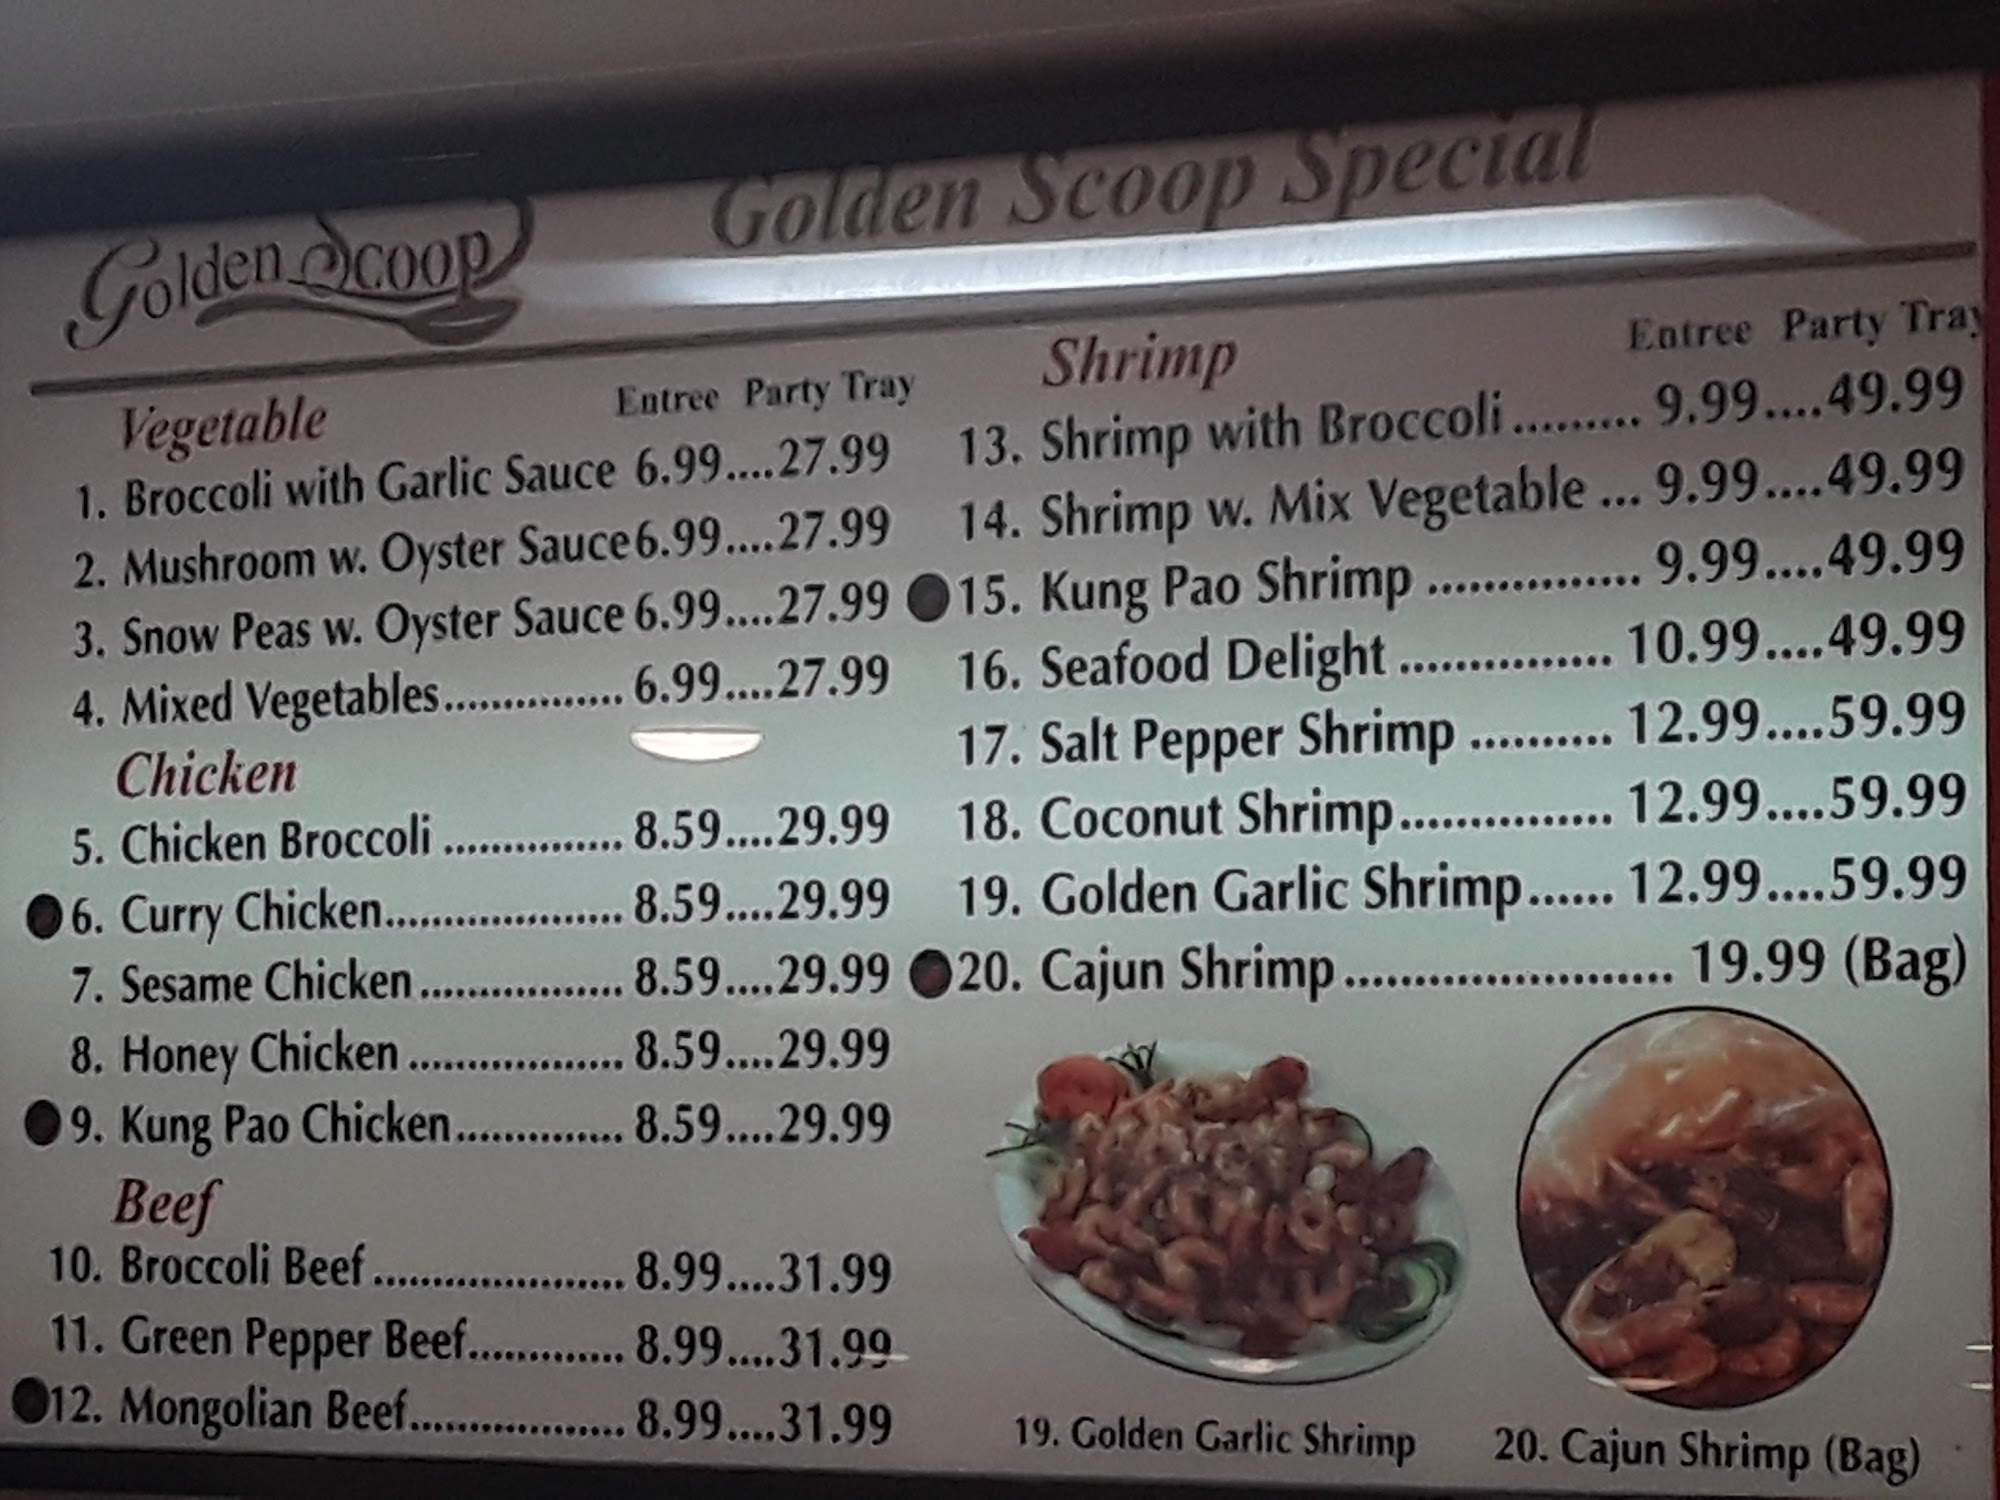 Golden Scoop
Golden Scoop Special
Vegetable Entree Party Tray
1. Broccoli with Garlic Sauce 6.99....27.99
2. Mushroom w. Oyster Sauce 6.99....27.99
3. Snow Peas w. Oyster Sauce 6.99....27.99
4. Mixed Vegetables............... 6.99....27.99
Chicken
5. Chicken Broccoli ............... 8.59....29.99
6. Curry Chicken.................... 8.59....29.99
7. Sesame Chicken................. 8.59....29.99
8. Honey Chicken .................. 8.59....29.99
9. Kung Pao Chicken.............. 8.59....29.99
Beef
10. Broccoli Beef ..................... 8.99....31.99
11. Green Pepper Beef............. 8.99....31.99
12. Mongolian Beef.................. 8.99....31.99
Shrimp Entree Party Tray
13. Shrimp with Broccoli ......... 9.99....49.99
14. Shrimp w. Mix Vegetable ... 9.99....49.99
15. Kung Pao Shrimp ............... 9.99....49.99
16. Seafood Delight ............... 10.99....49.99
17. Salt Pepper Shrimp .......... 12.99....59.99
18. Coconut Shrimp............... 12.99....59.99
19. Golden Garlic Shrimp...... 12.99....59.99
20. Cajun Shrimp....................... 19.99 (Bag)
19. Golden Garlic Shrimp
20. Cajun Shrimp (Bag)